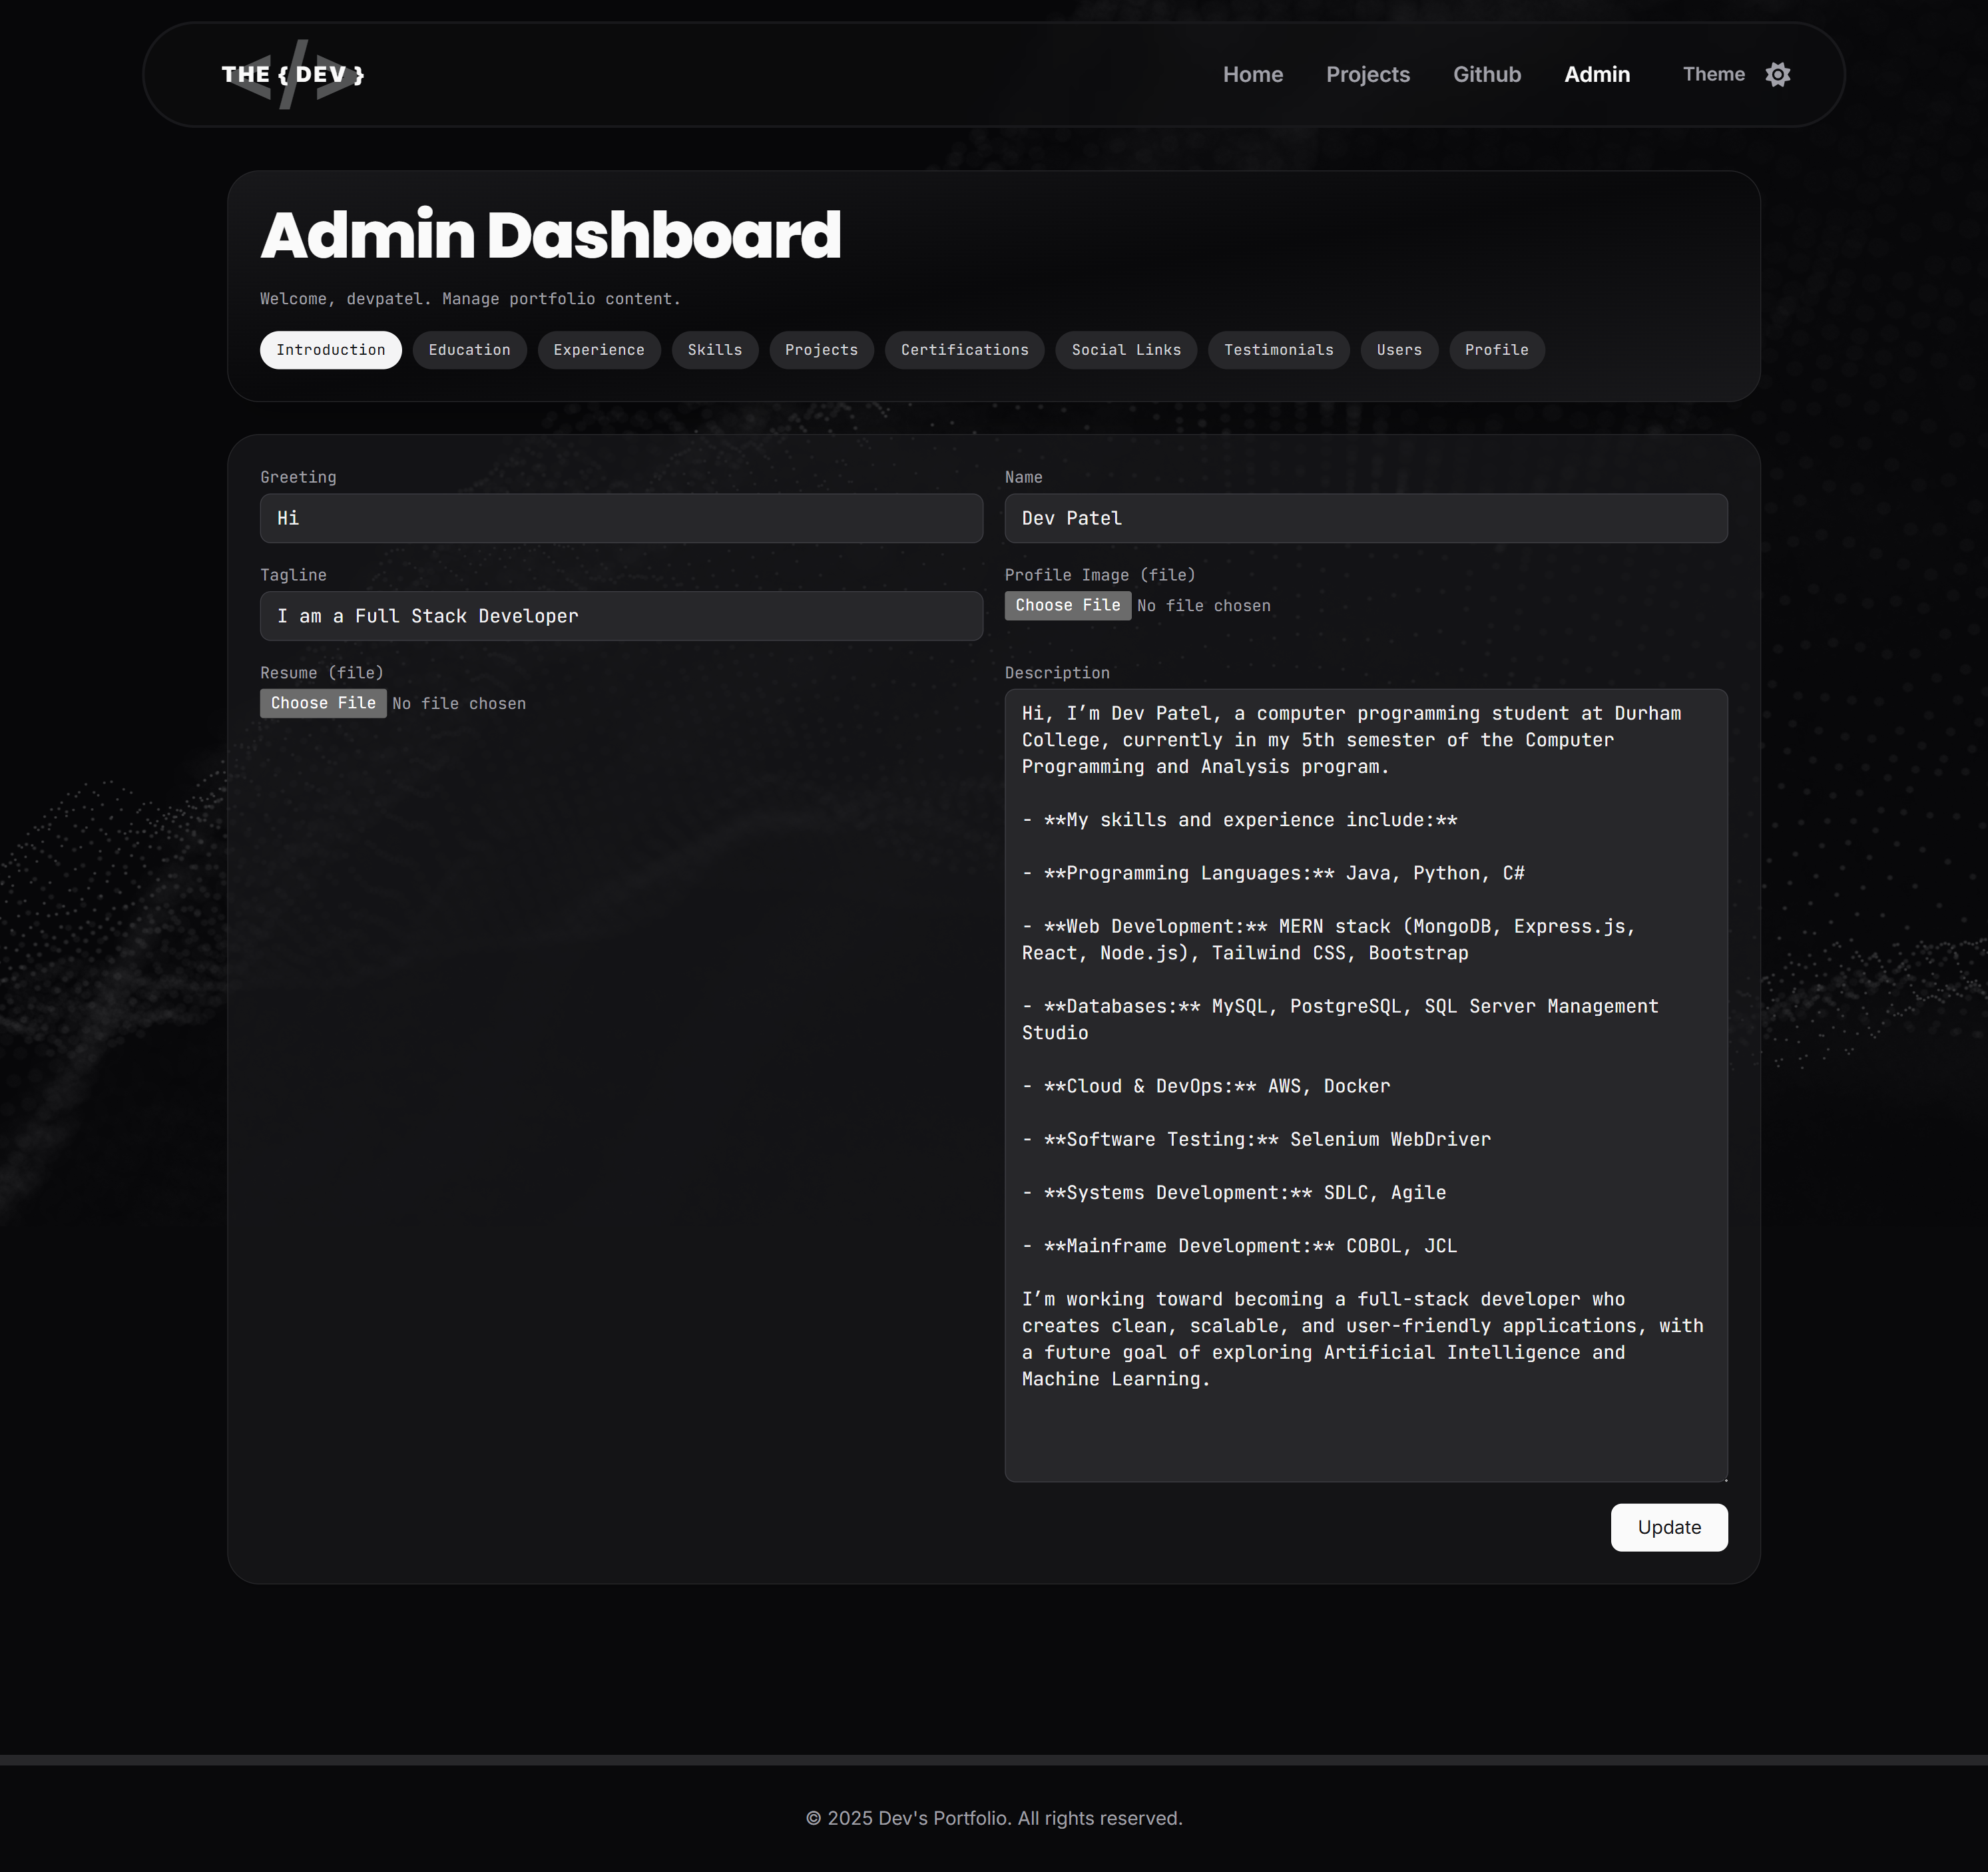 THE { DEV }
Home Projects Github Admin Theme
Admin Dashboard
Welcome, devpatel. Manage portfolio content.
Introduction Education Experience Skills Projects Certifications Social Links Testimonials Users Profile
Greeting
Hi
Name
Dev Patel
Tagline
I am a Full Stack Developer
Profile Image (file)
Choose File No file chosen
Resume (file)
Choose File No file chosen
Description
Hi, I’m Dev Patel, a computer programming student at Durham
College, currently in my 5th semester of the Computer
Programming and Analysis program.
- **My skills and experience include:**
- **Programming Languages:** Java, Python, C#
- **Web Development:** MERN stack (MongoDB, Express.js,
React, Node.js), Tailwind CSS, Bootstrap
- **Databases:** MySQL, PostgreSQL, SQL Server Management
Studio
- **Cloud & DevOps:** AWS, Docker
- **Software Testing:** Selenium WebDriver
- **Systems Development:** SDLC, Agile
- **Mainframe Development:** COBOL, JCL
I’m working toward becoming a full-stack developer who
creates clean, scalable, and user-friendly applications, with
a future goal of exploring Artificial Intelligence and
Machine Learning.
Update
© 2025 Dev's Portfolio. All rights reserved.